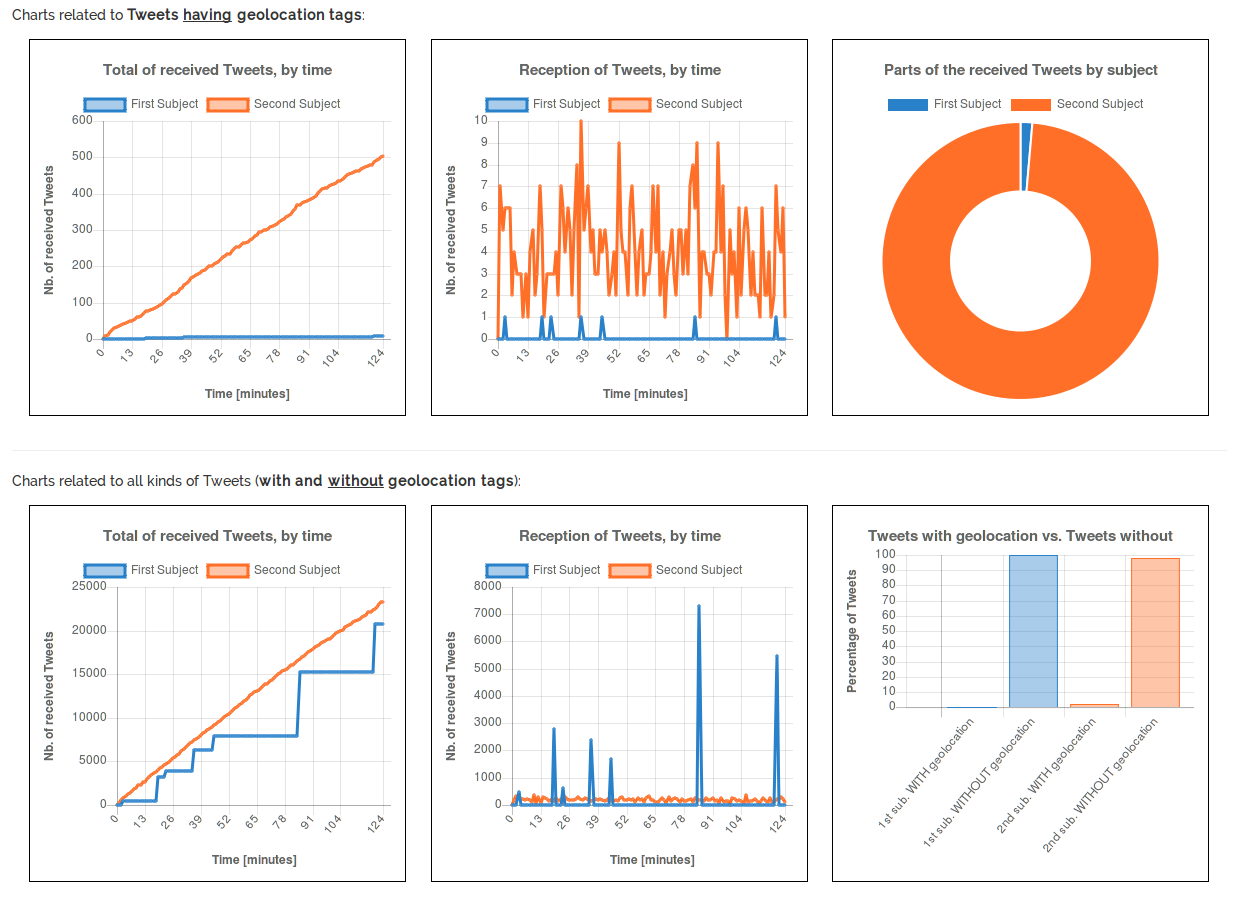 Charts related to Tweets having geolocation tags:
Total of received Tweets, by time
First Subject Second Subject
600
500
400
300
200
100
0
Nb. of received Tweets
0 13 26 39 52 65 78 91 104 124
Time [minutes]
Reception of Tweets, by time
First Subject Second Subject
10
9
8
7
6
5
4
3
2
1
0
Nb. of received Tweets
0 13 26 39 52 65 78 91 104 124
Time [minutes]
Parts of the received Tweets by subject
First Subject Second Subject
Charts related to all kinds of Tweets (with and without geolocation tags):
Total of received Tweets, by time
First Subject Second Subject
25000
20000
15000
10000
5000
0
Nb. of received Tweets
0 13 26 39 52 65 78 91 104 124
Time [minutes]
Reception of Tweets, by time
First Subject Second Subject
8000
7000
6000
5000
4000
3000
2000
1000
0
Nb. of received Tweets
0 13 26 39 52 65 78 91 104 124
Time [minutes]
Tweets with geolocation vs. Tweets without
100
90
80
70
60
50
40
30
20
10
0
Percentage of Tweets
1st sub. WITH geolocation
1st sub. WITHOUT geolocation
2nd sub. WITH geolocation
2nd sub. WITHOUT geolocation